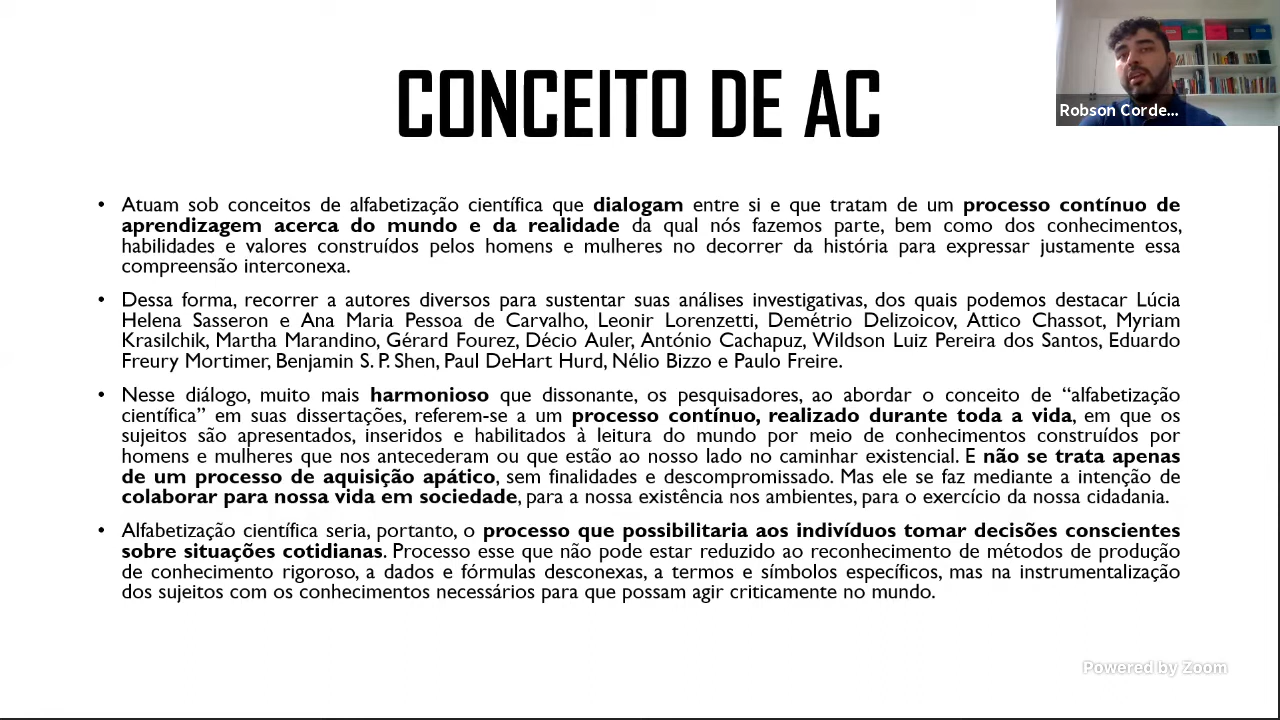 CONCEITO DE AC
Robson Corde...
• Atuam sob conceitos de alfabetização científica que dialogam entre si e que tratam de um processo contínuo de
aprendizagem acerca do mundo e da realidade da qual nós fazemos parte, bem como dos conhecimentos,
habilidades e valores construídos pelos homens e mulheres no decorrer da história para expressar justamente essa
compreensão interconexa.
• Dessa forma, recorrer a autores diversos para sustentar suas análises investigativas, dos quais podemos destacar Lúcia
Helena Sasseron e Ana Maria Pessoa de Carvalho, Leonir Lorenzetti, Demétrio Delizoicov, Attico Chassot, Myriam
Krasilchik, Martha Marandino, Gérard Fourez, Décio Auler, António Cachapuz, Wildson Luiz Pereira dos Santos, Eduardo
Freury Mortimer, Benjamin S. P. Shen, Paul DeHart Hurd, Nélio Bizzo e Paulo Freire.
• Nesse diálogo, muito mais harmonioso que dissonante, os pesquisadores, ao abordar o conceito de “alfabetização
científica” em suas dissertações, referem-se a um processo contínuo, realizado durante toda a vida, em que os
sujeitos são apresentados, inseridos e habilitados à leitura do mundo por meio de conhecimentos construídos por
homens e mulheres que nos antecederam ou que estão ao nosso lado no caminhar existencial. E não se trata apenas
de um processo de aquisição apático, sem finalidades e descompromissado. Mas ele se faz mediante a intenção de
colaborar para nossa vida em sociedade, para a nossa existência nos ambientes, para o exercício da nossa cidadania.
• Alfabetização científica seria, portanto, o processo que possibilitaria aos indivíduos tomar decisões conscientes
sobre situações cotidianas. Processo esse que não pode estar reduzido ao reconhecimento de métodos de produção
de conhecimento rigoroso, a dados e fórmulas desconexas, a termos e símbolos específicos, mas na instrumentalização
dos sujeitos com os conhecimentos necessários para que possam agir criticamente no mundo.
Powered by Zoom